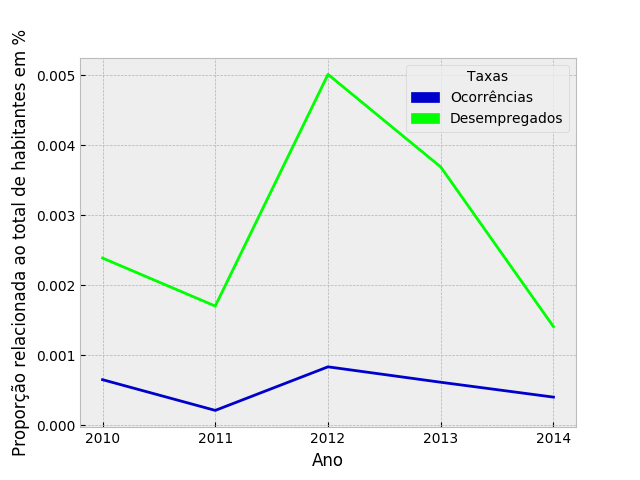 Proporção relacionada ao total de habitantes em %
0.005
0.004
0.003
0.002
0.001
0.000
Taxas
Ocorrências
Desempregados
2010 2011 2012 2013 2014
Ano